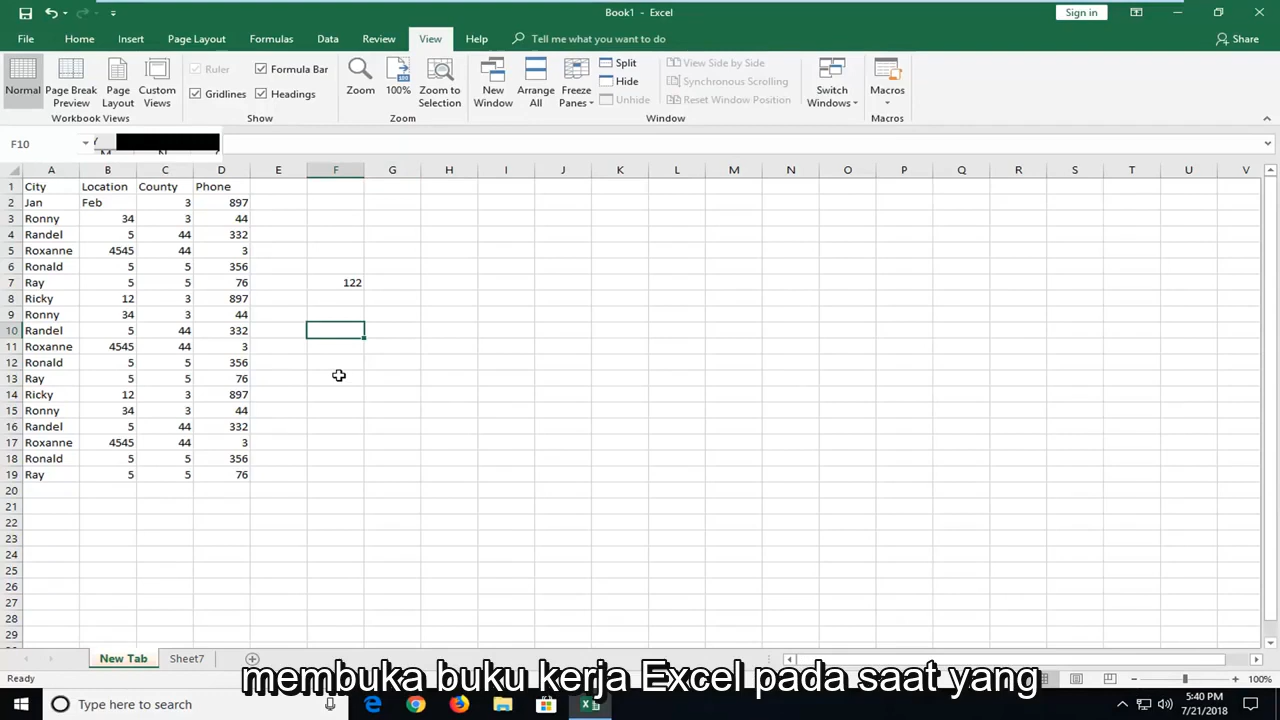 Book1 - Excel
Sign in
File Home Insert Page Layout Formulas Data Review View Help Tell me what you want to do Share
Normal Page Break Preview Page Layout Custom Views
Ruler Formula Bar
Gridlines Headings
Zoom 100% Zoom to Selection
New Window Arrange All Freeze Panes
Split
Hide
Unhide
View Side by Side
Synchronous Scrolling
Reset Window Position
Switch Windows Macros
Workbook Views Show Zoom Window Macros
F10
A B C D E F G H I J K L M N O P Q R S T U V
1 City Location County Phone
2 Jan Feb 3 897
3 Ronny 34 3 44
4 Randel 5 44 332
5 Roxanne 4545 44 3
6 Ronald 5 5 356
7 Ray 5 5 76 122
8 Ricky 12 3 897
9 Ronny 34 3 44
10 Randel 5 44 332
11 Roxanne 4545 44 3
12 Ronald 5 5 356
13 Ray 5 5 76
14 Ricky 12 3 897
15 Ronny 34 3 44
16 Randel 5 44 332
17 Roxanne 4545 44 3
18 Ronald 5 5 356
19 Ray 5 5 76
20
21
22
23
24
25
26
27
28
29
New Tab Sheet7
Ready
100%
membuka buku kerja Excel pada saat yang
Type here to search
5:40 PM
7/21/2018